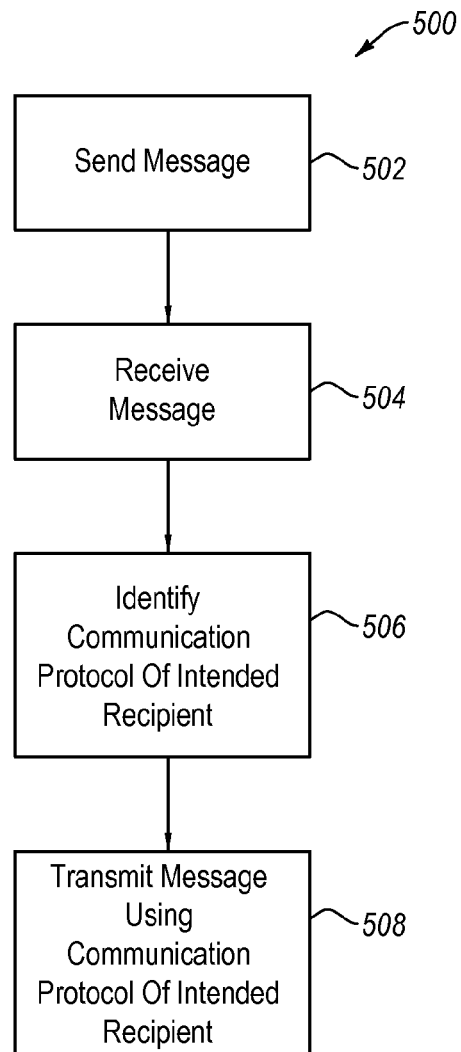 500
Send Message
502
Receive
Message
504
Identify
Communication
Protocol Of Intended
Recipient
506
Transmit Message
Using
Communication
Protocol Of Intended
Recipient
508